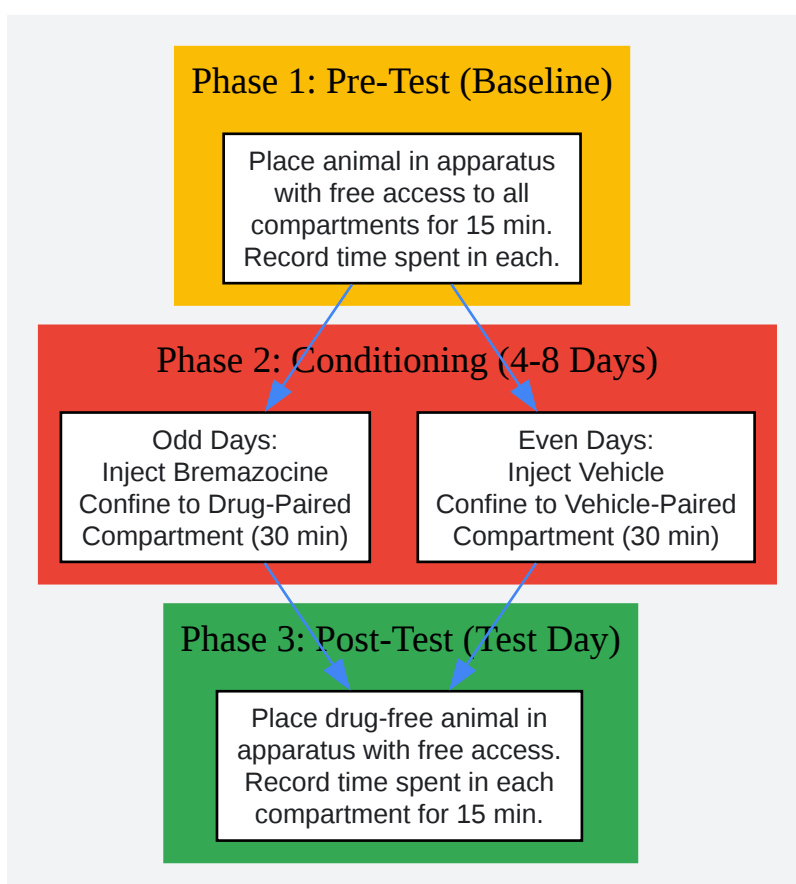 Phase 1: Pre-Test (Baseline)
Place animal in apparatus
with free access to all
compartments for 15 min.
Record time spent in each.
Phase 2: Conditioning (4-8 Days)
Odd Days:
Inject Bremazocine
Confine to Drug-Paired
Compartment (30 min)
Even Days:
Inject Vehicle
Confine to Vehicle-Paired
Compartment (30 min)
Phase 3: Post-Test (Test Day)
Place drug-free animal in
apparatus with free access.
Record time spent in each
compartment for 15 min.